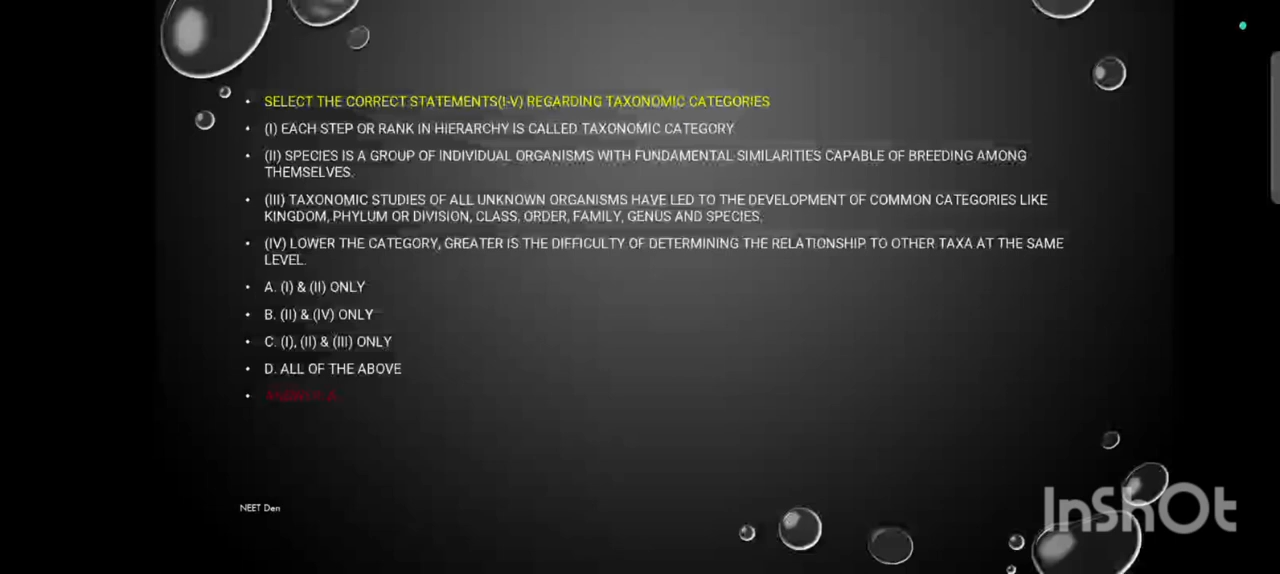 • SELECT THE CORRECT STATEMENTS(I-V) REGARDING TAXONOMIC CATEGORIES
• (I) EACH STEP OR RANK IN HIERARCHY IS CALLED TAXONOMIC CATEGORY
• (II) SPECIES IS A GROUP OF INDIVIDUAL ORGANISMS WITH FUNDAMENTAL SIMILARITIES CAPABLE OF BREEDING AMONG
THEMSELVES.
• (III) TAXONOMIC STUDIES OF ALL UNKNOWN ORGANISMS HAVE LED TO THE DEVELOPMENT OF COMMON CATEGORIES LIKE
KINGDOM, PHYLUM OR DIVISION, CLASS, ORDER, FAMILY, GENUS AND SPECIES.
• (IV) LOWER THE CATEGORY, GREATER IS THE DIFFICULTY OF DETERMINING THE RELATIONSHIP TO OTHER TAXA AT THE SAME
LEVEL.
• A. (I) & (II) ONLY
• B. (II) & (IV) ONLY
• C. (I), (II) & (III) ONLY
• D. ALL OF THE ABOVE
NEET Den
InShOt